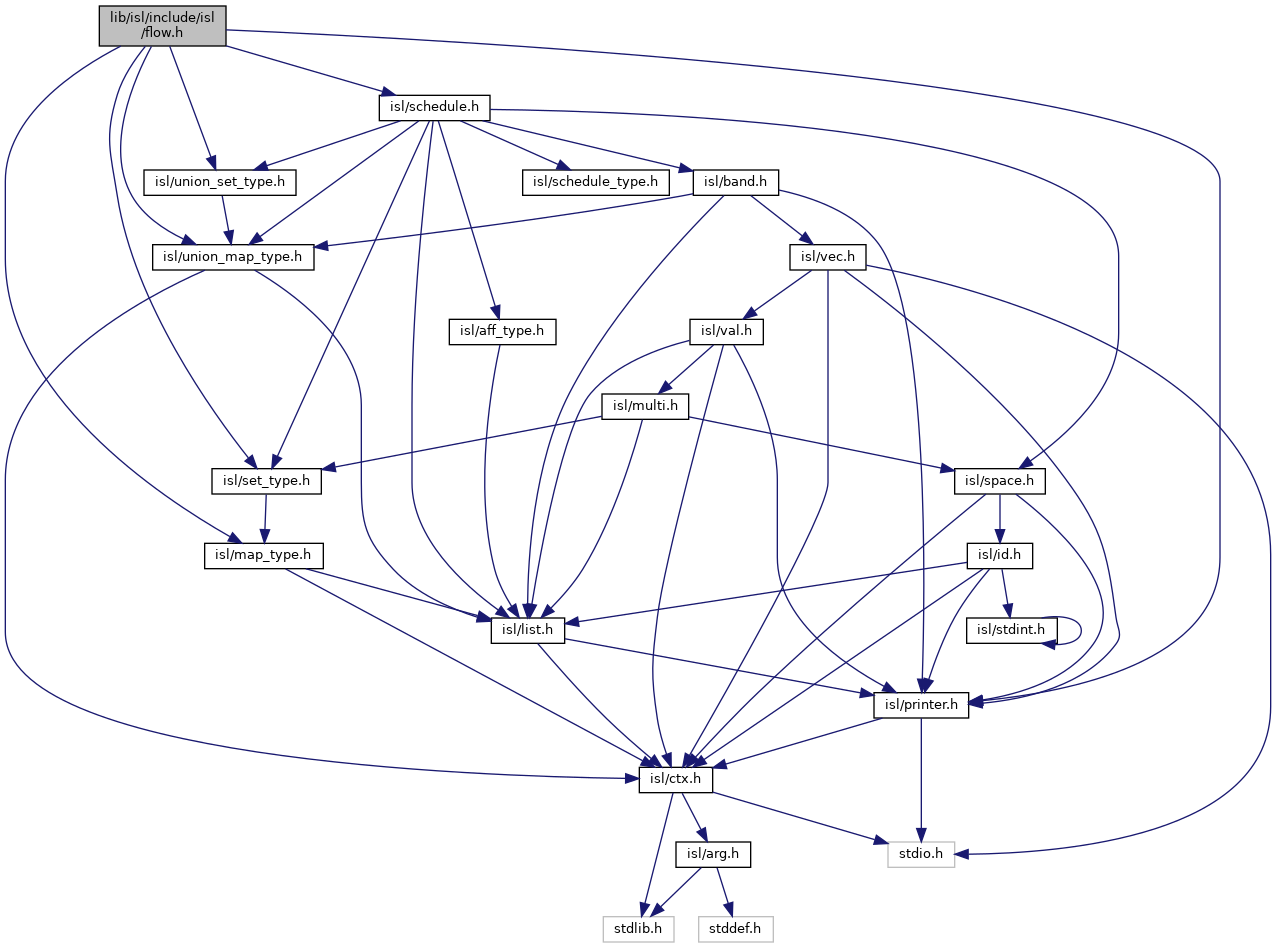 lib/isl/include/isl
/flow.h
isl/schedule.h
isl/union_set_type.h
isl/schedule_type.h
isl/band.h
isl/union_map_type.h
isl/vec.h
isl/aff_type.h
isl/val.h
isl/multi.h
isl/set_type.h
isl/space.h
isl/map_type.h
isl/id.h
isl/list.h
isl/stdint.h
isl/printer.h
isl/ctx.h
isl/arg.h
stdio.h
stdlib.h
stddef.h